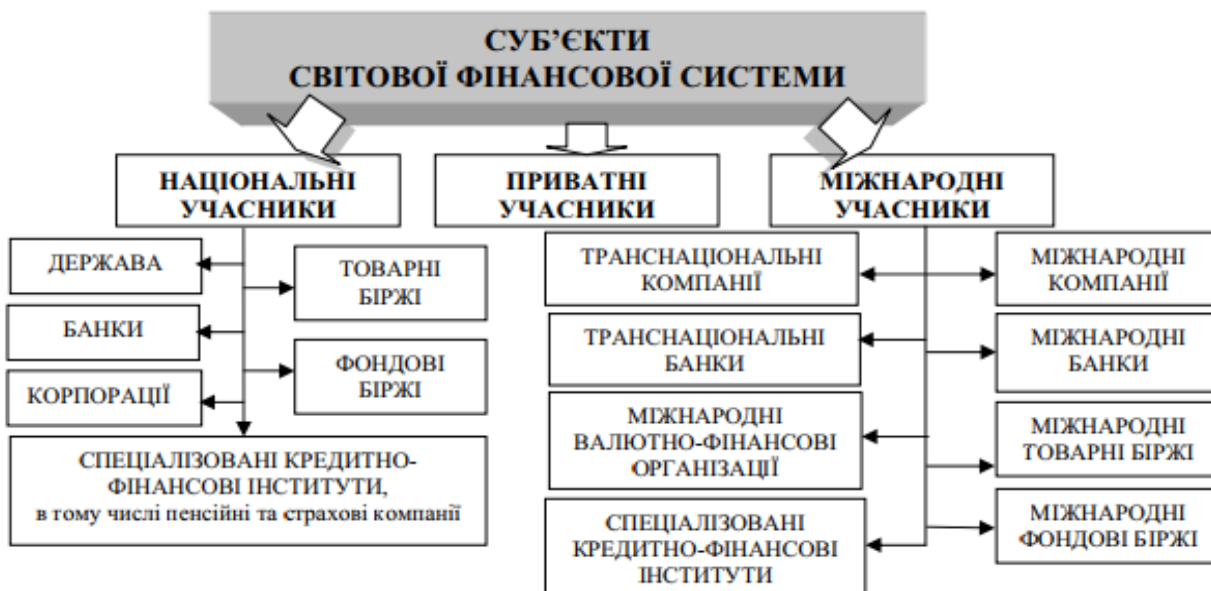 СУБ’ЄКТИ
СВІТОВОЇ ФІНАНСОВОЇ СИСТЕМИ
НАЦІОНАЛЬНІ
УЧАСНИКИ
ПРИВАТНІ
УЧАСНИКИ
МІЖНАРОДНІ
УЧАСНИКИ
ДЕРЖАВА
ТОВАРНІ
БІРЖІ
БАНКИ
ФОНДОВІ
БІРЖІ
КОРПОРАЦІЇ
СПЕЦІАЛІЗОВАНІ КРЕДИТНО-
ФІНАНСОВІ ІНСТИТУТИ,
в тому числі пенсійні та страхові компанії
ТРАНСНАЦІОНАЛЬНІ
КОМПАНІЇ
МІЖНАРОДНІ
КОМПАНІЇ
ТРАНСНАЦІОНАЛЬНІ
БАНКИ
МІЖНАРОДНІ
БАНКИ
МІЖНАРОДНІ
ВАЛЮТНО-ФІНАНСОВІ
ОРГАНІЗАЦІЇ
МІЖНАРОДНІ
ТОВАРНІ БІРЖІ
СПЕЦІАЛІЗОВАНІ
КРЕДИТНО-ФІНАНСОВІ
ІНСТИТУТИ
МІЖНАРОДНІ
ФОНДОВІ БІРЖІ